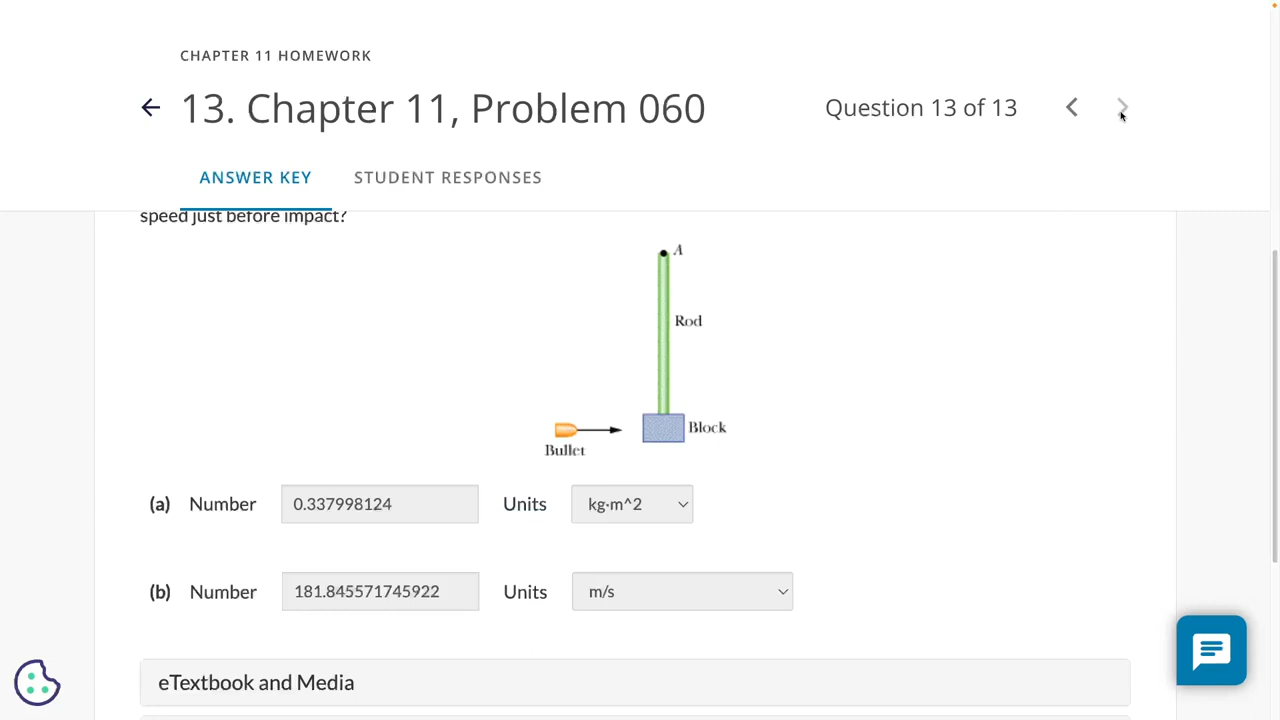 CHAPTER 11 HOMEWORK
13. Chapter 11, Problem 060
Question 13 of 13
ANSWER KEY STUDENT RESPONSES
speed just before impact?
A
Rod
Block
Bullet
(a) Number 0.337998124 Units kg·m^2
(b) Number 181.845571745922 Units m/s
eTextbook and Media